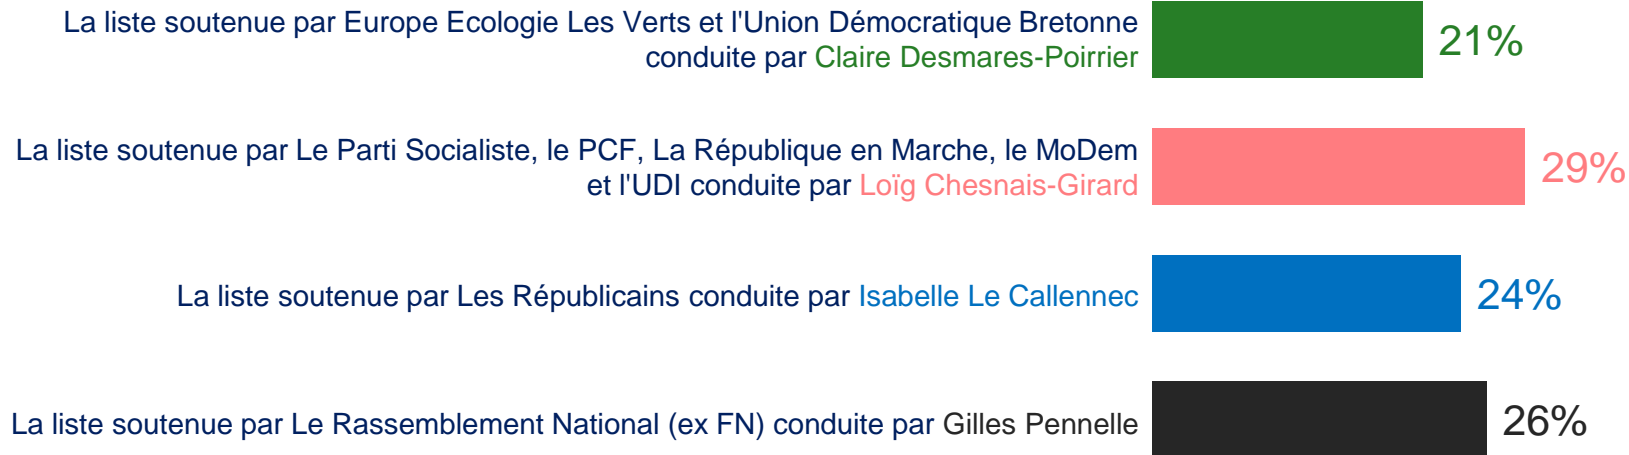 La liste soutenue par Europe Ecologie Les Verts et l'Union Démocratique Bretonne
conduite par Claire Desmares-Poirrier
21%
La liste soutenue par Le Parti Socialiste, le PCF, La République en Marche, le MoDem
et l'UDI conduite par Loïg Chesnais-Girard
29%
La liste soutenue par Les Républicains conduite par Isabelle Le Callennec
24%
La liste soutenue par Le Rassemblement National (ex FN) conduite par Gilles Pennelle
26%